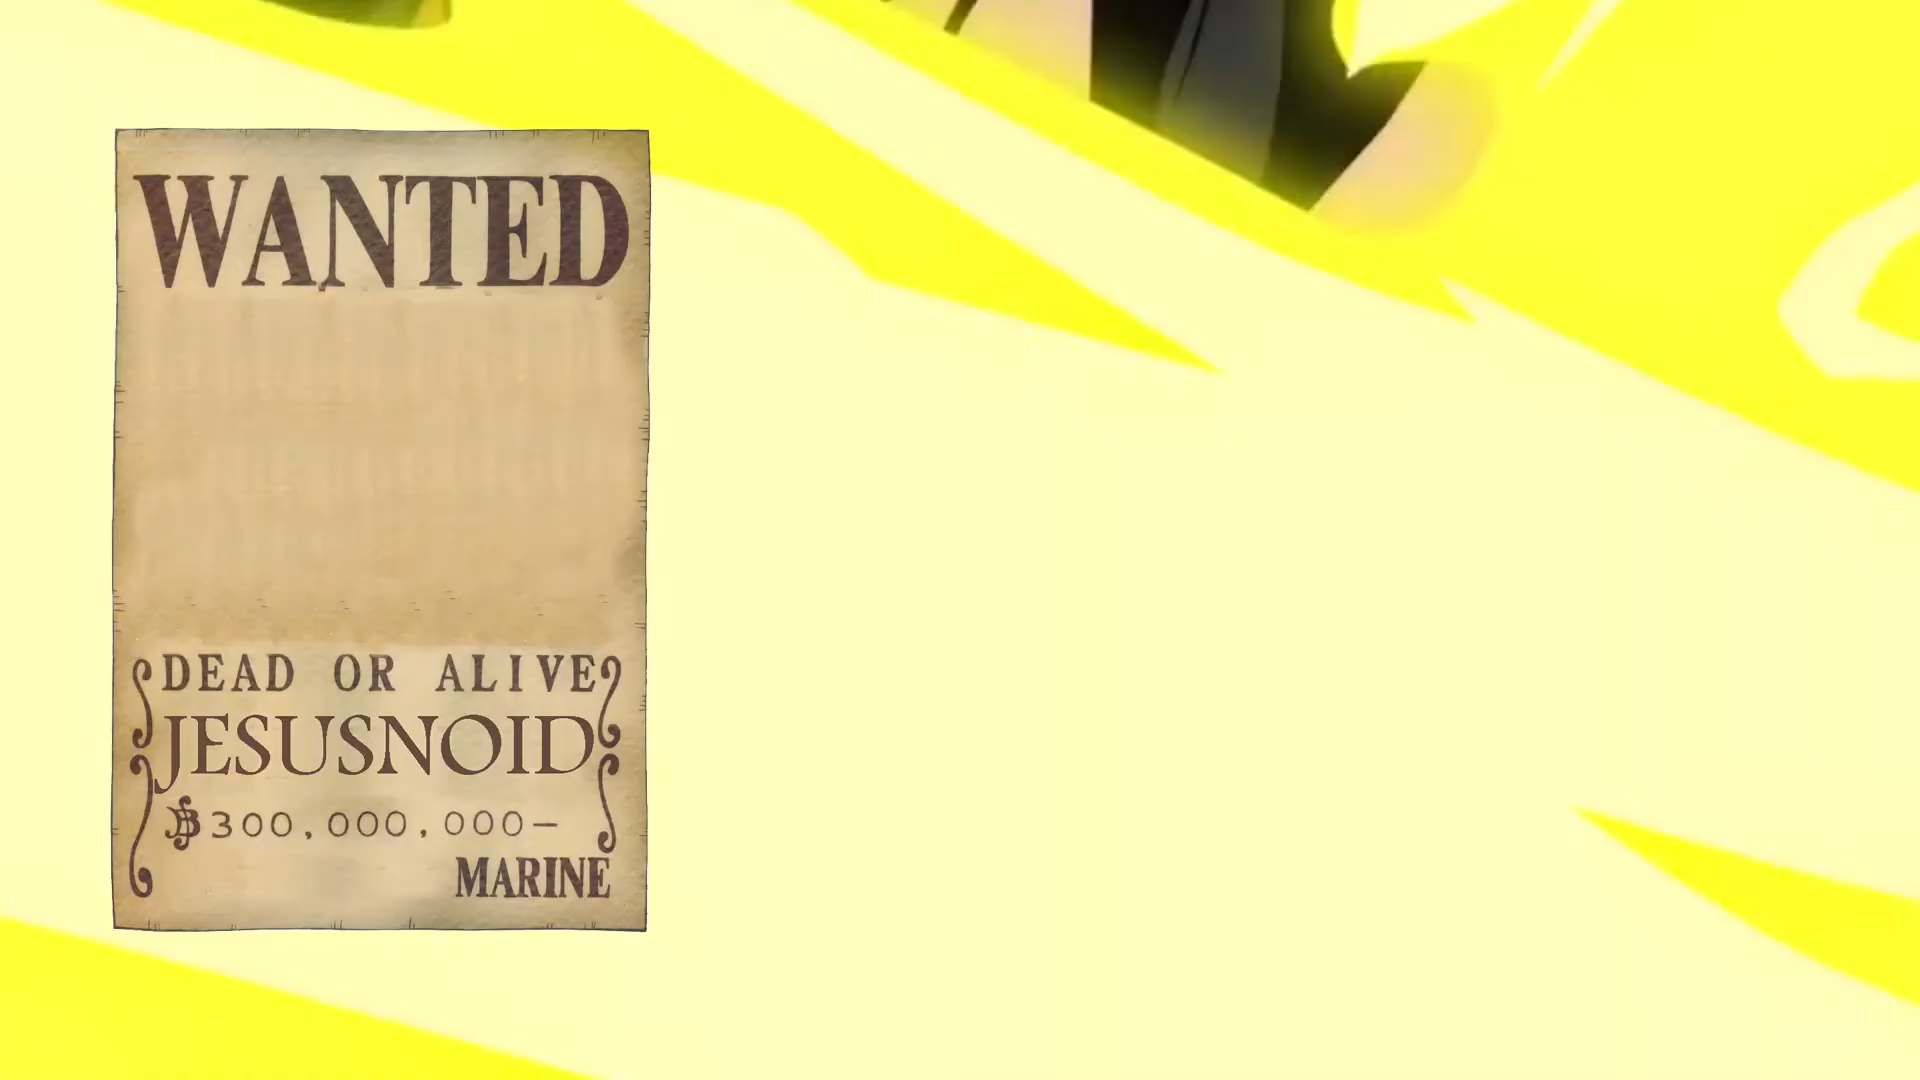 WANTED
DEAD OR ALIVE
JESUSNOID
฿300,000,000-
MARINE